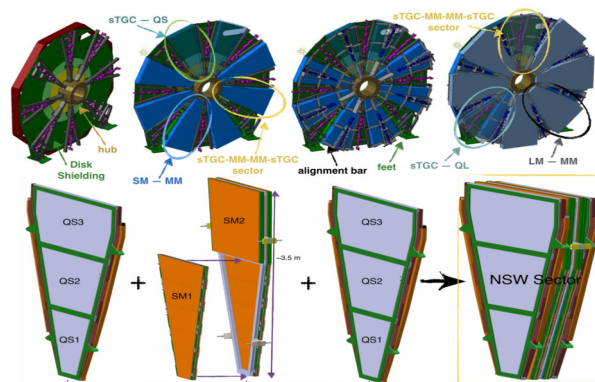 sTGC — QS
sTGC-MM-MM-sTGC
sector
hub
Disk
Shielding
SM — MM
sTGC-MM-MM-sTGC
sector
alignment bar
feet
sTGC — QL
LM — MM
QS3
QS2
QS1
+
SM1
SM2
~3.5 m
+
QS3
QS2
QS1
NSW Sector